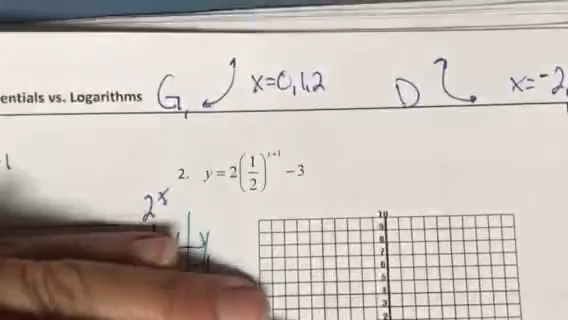 entials vs. Logarithms G, x=0,1,2 D x=-2,
2. y = 2(1/2)^{x+1} - 3
2^x
y
10
9
8
7
6
5
4
3
2